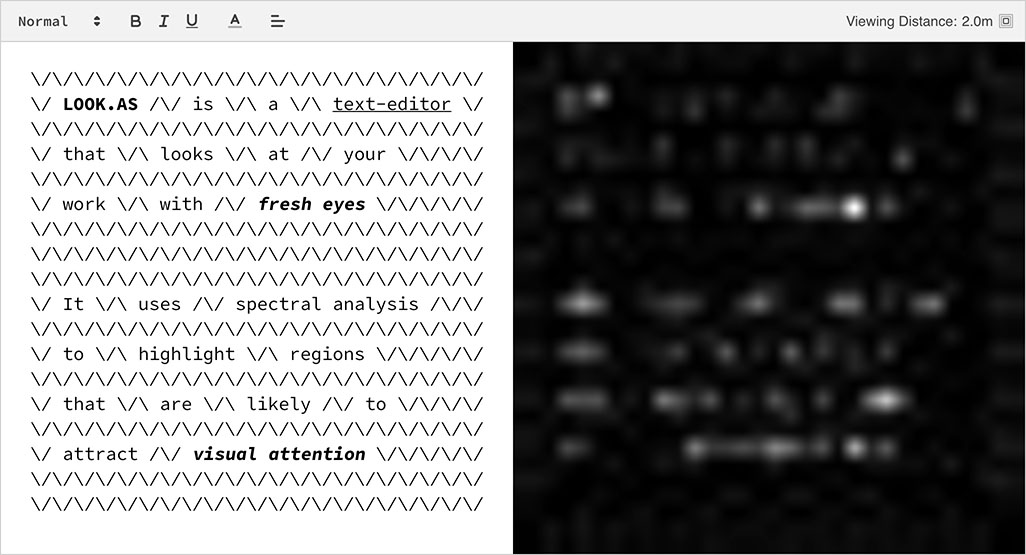 Normal B I U A Viewing Distance: 2.0m
\/\/\/\/\/\/\/\/\/\/\/\/\/\/\/\/\/\/\/\/\/
\/ LOOK.AS /\/ is \/\ a \/\ text-editor \/
\/\/\/\/\/\/\/\/\/\/\/\/\/\/\/\/\/\/\/\/\/
\/ that \/\ looks \/\ at /\/ your \/\/\/\/
\/\/\/\/\/\/\/\/\/\/\/\/\/\/\/\/\/\/\/\/\/
\/ work \/\ with /\/ fresh eyes \/\/\/\/\/
\/\/\/\/\/\/\/\/\/\/\/\/\/\/\/\/\/\/\/\/\/
\/\/\/\/\/\/\/\/\/\/\/\/\/\/\/\/\/\/\/\/\/
\/\/\/\/\/\/\/\/\/\/\/\/\/\/\/\/\/\/\/\/\/
\/ It \/\ uses /\/ spectral analysis /\/\/
\/\/\/\/\/\/\/\/\/\/\/\/\/\/\/\/\/\/\/\/\/
\/ to \/\ highlight \/\ regions \/\/\/\/\/
\/\/\/\/\/\/\/\/\/\/\/\/\/\/\/\/\/\/\/\/\/
\/ that \/\ are \/\ likely /\/ to \/\/\/\/
\/\/\/\/\/\/\/\/\/\/\/\/\/\/\/\/\/\/\/\/\/
\/ attract /\/ visual attention \/\/\/\/\/
\/\/\/\/\/\/\/\/\/\/\/\/\/\/\/\/\/\/\/\/\/
\/\/\/\/\/\/\/\/\/\/\/\/\/\/\/\/\/\/\/\/\/